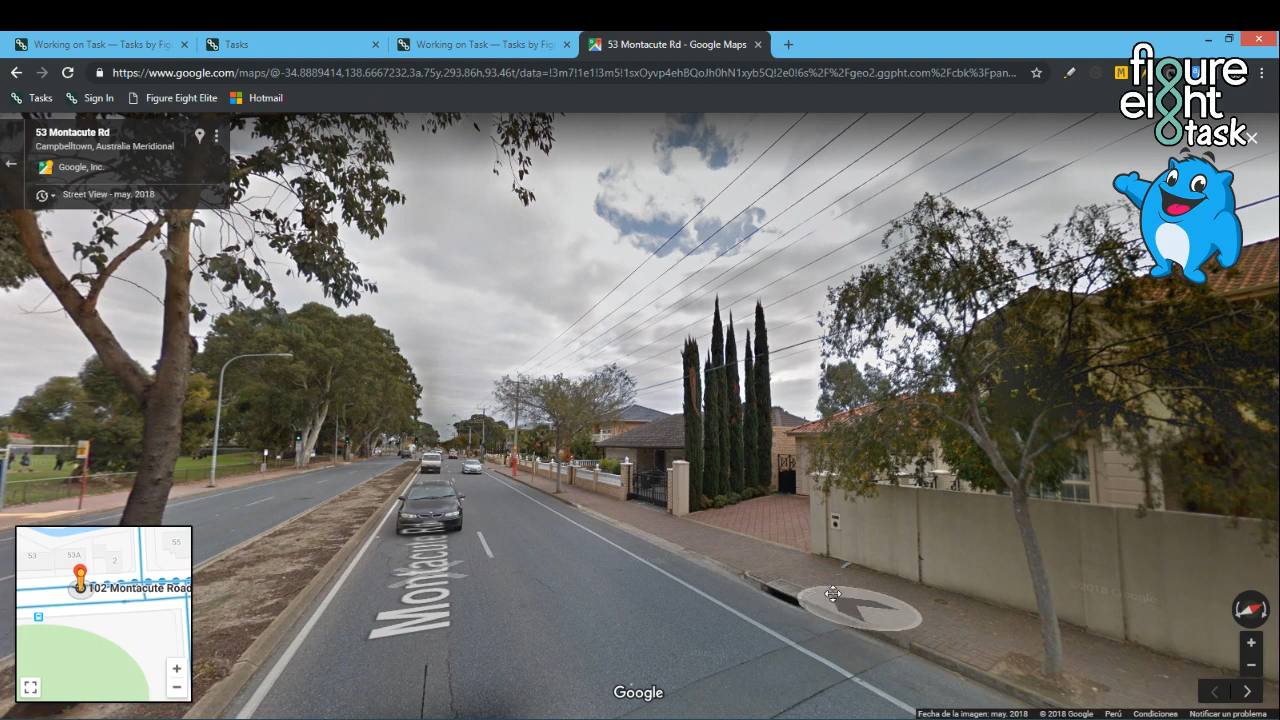 Working on Task — Tasks by Fig
Tasks
Working on Task — Tasks by Fig
53 Montacute Rd - Google Maps
https://www.google.com/maps/@-34.8889414,138.6667232,3a,75y,293.86h,93.46t/data=!3m7!1e1!3m5!1sxOyvp4ehBQoJh0hN1xyb5Q!2e0!6s%2F%2Fgeo2.ggpht.com%2Fcbk%3Fpan...
Tasks
Sign In
Figure Eight Elite
Hotmail
figure
eight
task
53 Montacute Rd
Campbelltown, Australia Meridional
Google, Inc.
Street View - may. 2018
Montacute Rd
53
53A
2
55
102 Montacute Road
©2018 Google
Google
Fecha de la imagen: may. 2018
© 2018 Google
Perú
Condiciones
Notificar un problema